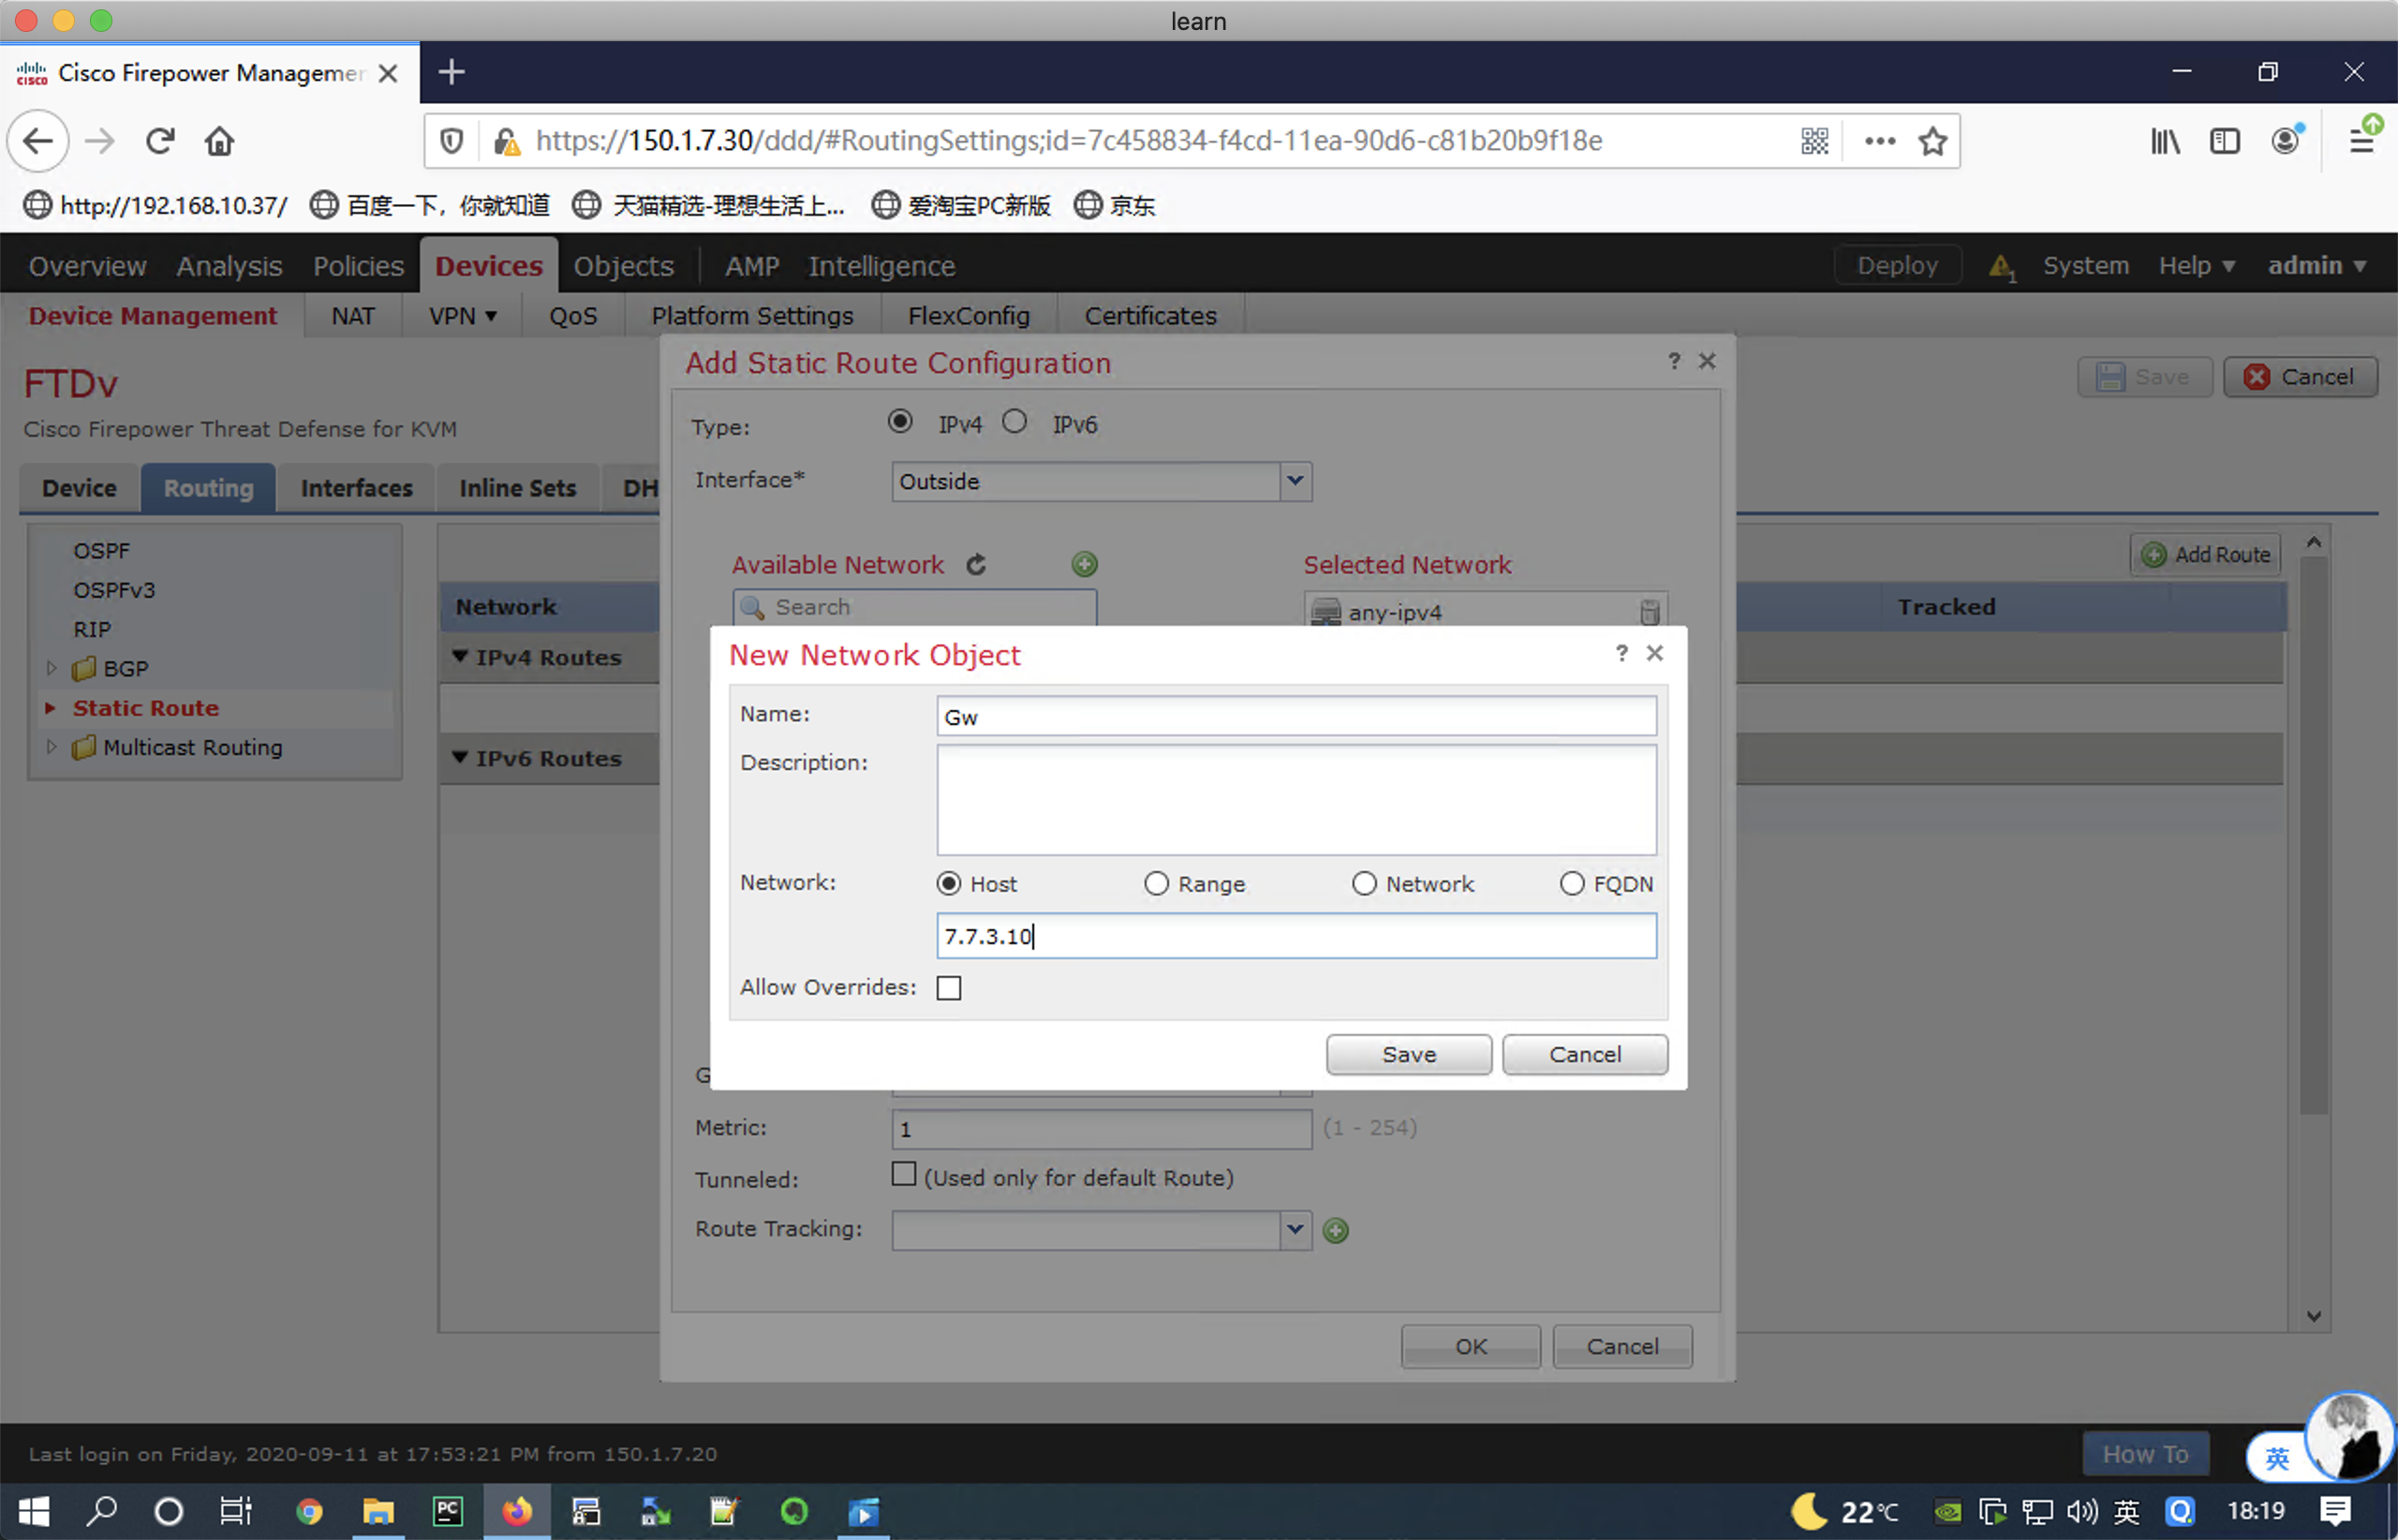 learn
CISCO Cisco Firepower Managemen
https://150.1.7.30/ddd/#RoutingSettings;id=7c458834-f4cd-11ea-90d6-c81b20b9f18e
http://192.168.10.37/ 百度一下，你就知道 天猫精选-理想生活上... 爱淘宝PC新版 京东
Overview Analysis Policies Devices Objects AMP Intelligence Deploy 1 System Help admin
Device Management NAT VPN QoS Platform Settings FlexConfig Certificates
Add Static Route Configuration ?
FTDv Save Cancel
Cisco Firepower Threat Defense for KVM
Type: IPv4 IPv6
Interface* Outside
Device Routing Interfaces Inline Sets DH
OSPF
OSPFv3
RIP
BGP
Static Route
Multicast Routing
Available Network Selected Network
Add Route
Search any-ipv4
Network Tracked
IPv4 Routes
IPv6 Routes
New Network Object ?
Name: Gw
Description:
Network: Host Range Network FQDN
7.7.3.10
Allow Overrides:
Save Cancel
G
Metric: 1 (1 - 254)
Tunneled: (Used only for default Route)
Route Tracking:
OK Cancel
Last login on Friday, 2020-09-11 at 17:53:21 PM from 150.1.7.20 How To 英
PC 22℃ 英 18:19